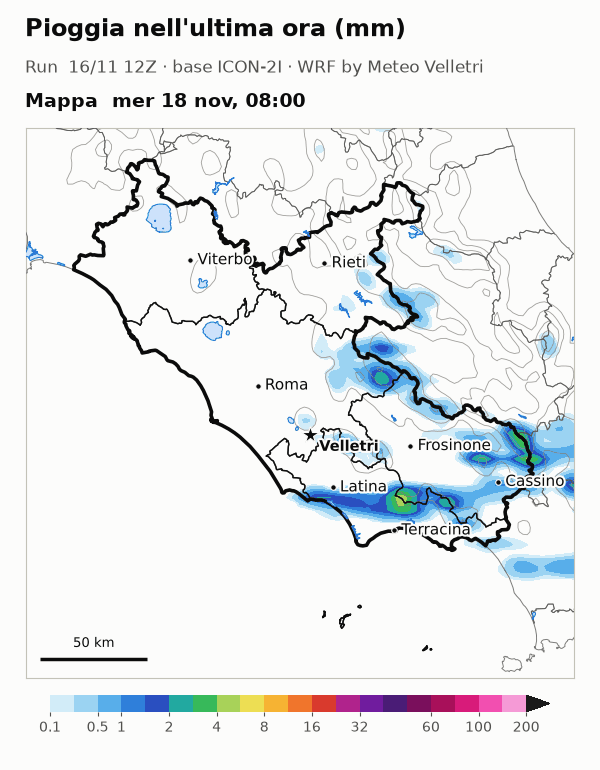 Pioggia nell'ultima ora (mm)
Run  16/11 12Z · base ICON-2I · WRF by Meteo Velletri
Mappa  mer 18 nov, 08:00
Viterbo
Rieti
Roma
Velletri
Frosinone
Latina
Cassino
Terracina
50 km
0.1 0.5 1 2 4 8 16 32 60 100 200